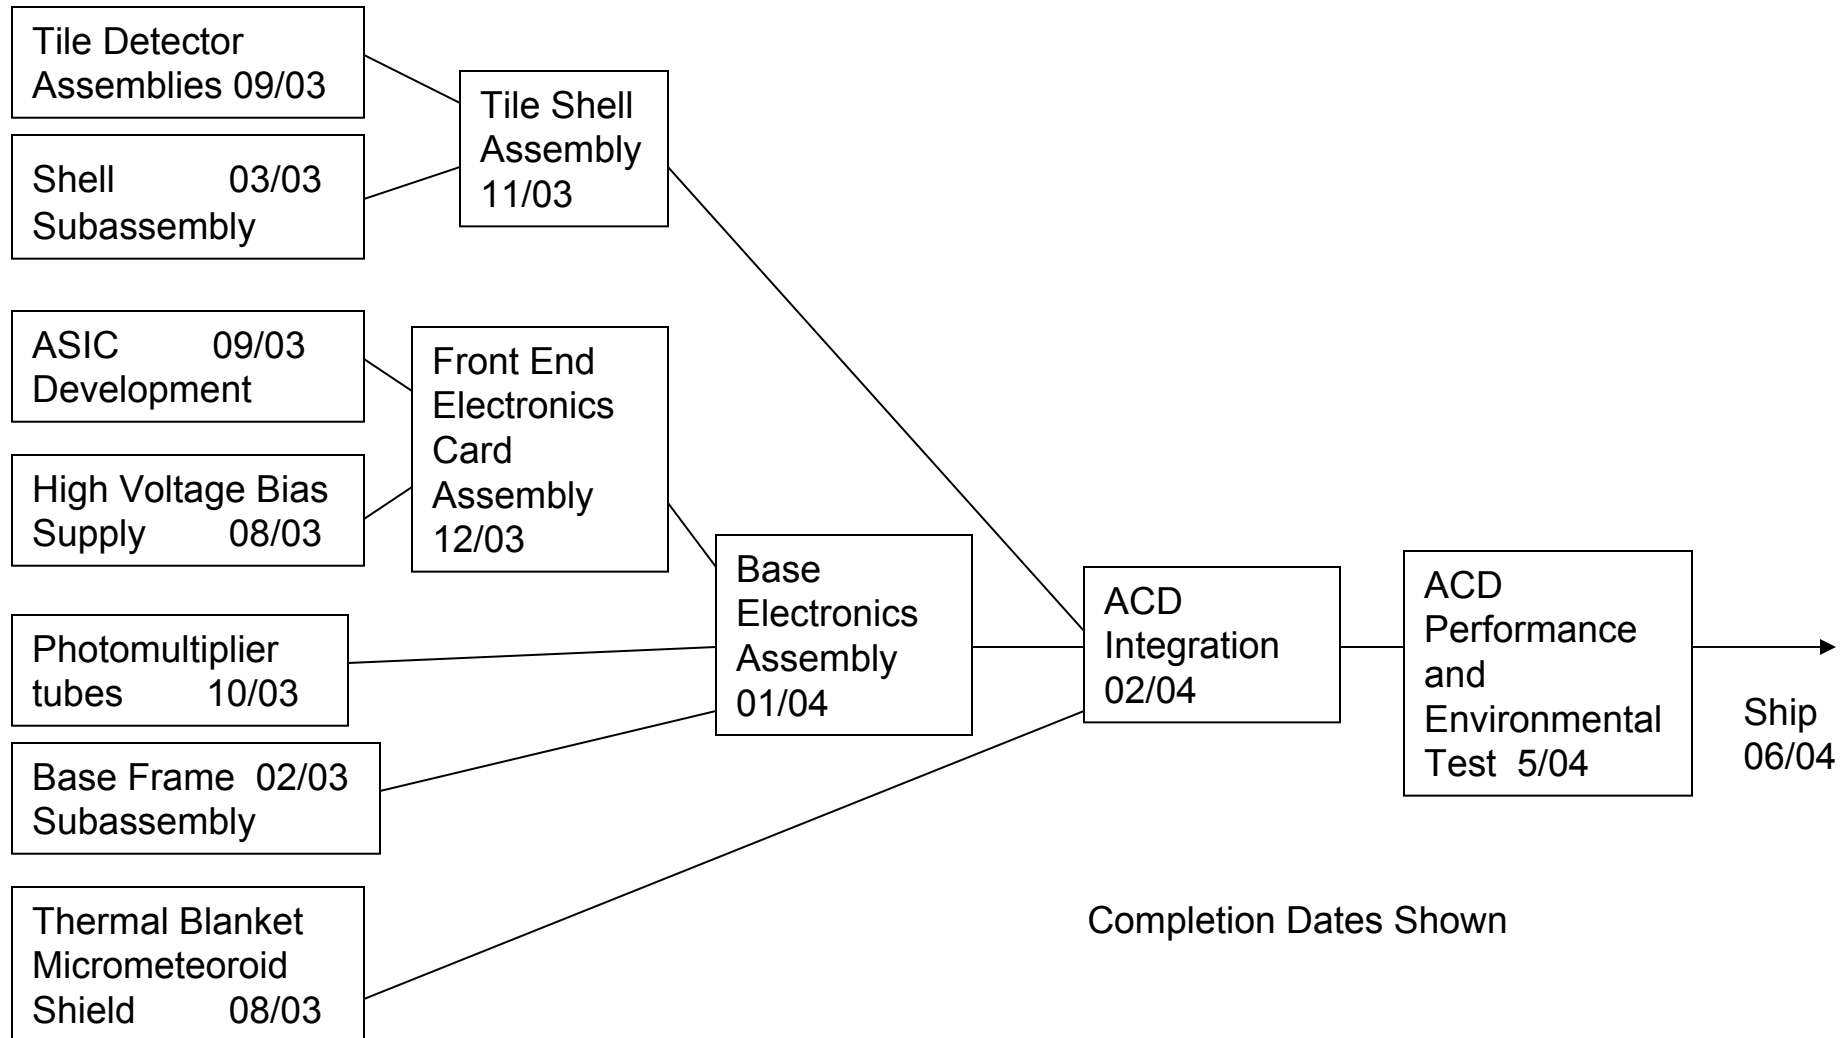 Tile Detector
Assemblies 09/03
Shell 03/03
Subassembly
ASIC 09/03
Development
High Voltage Bias
Supply 08/03
Photomultiplier
tubes 10/03
Base Frame 02/03
Subassembly
Thermal Blanket
Micrometeoroid
Shield 08/03
Tile Shell
Assembly
11/03
Front End
Electronics
Card
Assembly
12/03
Base
Electronics
Assembly
01/04
ACD
Integration
02/04
ACD
Performance
and
Environmental
Test 5/04
Ship
06/04
Completion Dates Shown